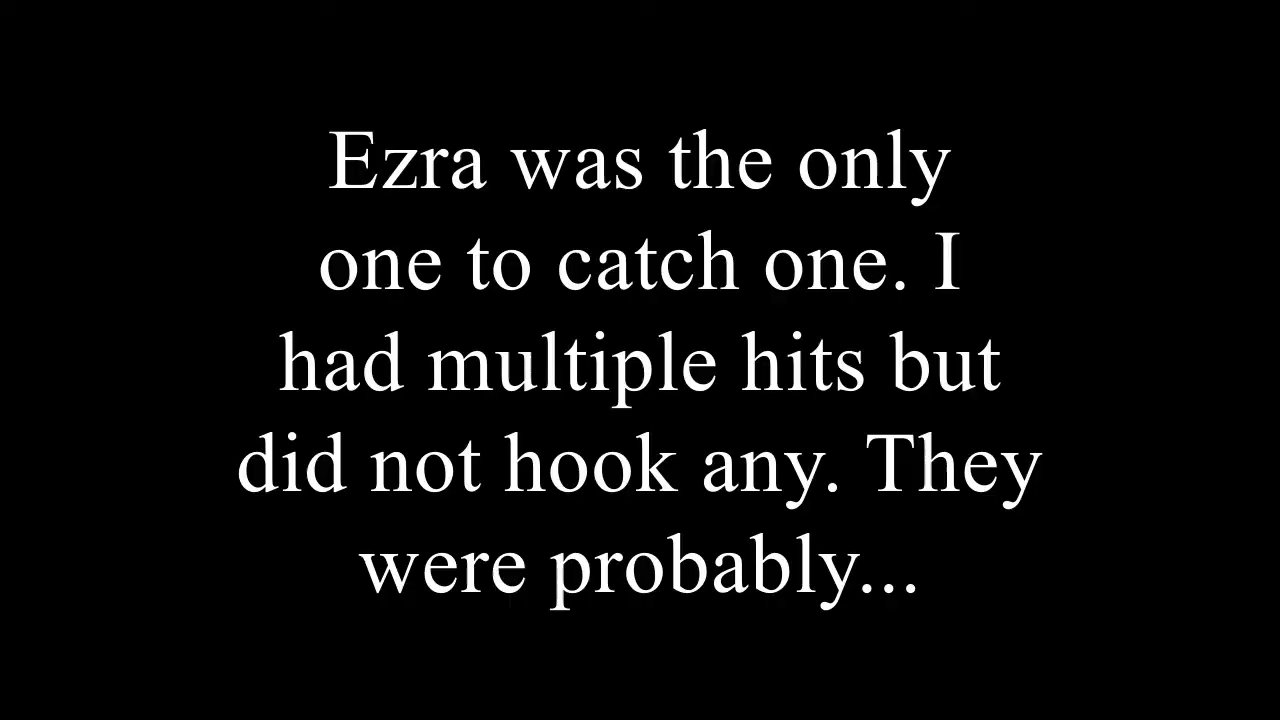 Ezra was the only
one to catch one. I
had multiple hits but
did not hook any. They
were probably...